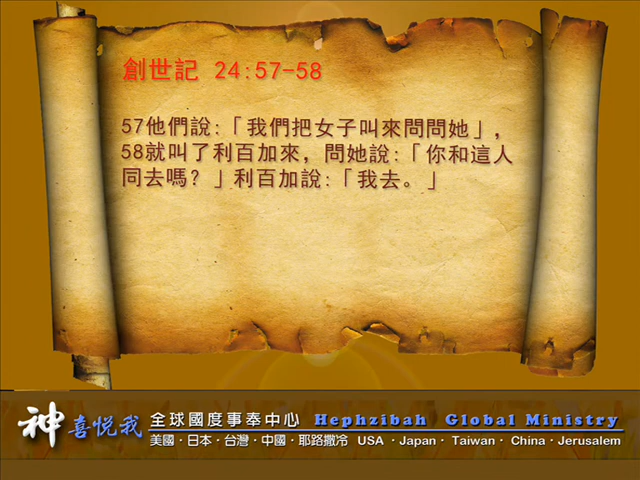 創世記 24:57-58
57他們說:「我們把女子叫來問問她」,
58就叫了利百加來, 問她說:「你和這人
同去嗎? 」利百加說:「我去。」
神喜悅我 全球國度事奉中心 Hephzibah Global Ministry
美國・日本・台灣・中國・耶路撒冷 USA・Japan・Taiwan・China・Jerusalem